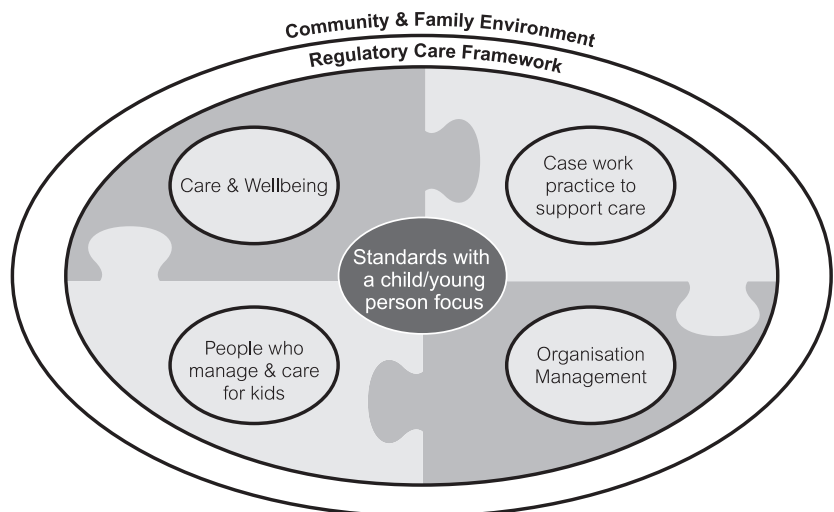 Community & Family Environment
Regulatory Care Framework
Care & Wellbeing
Case work
practice to
support care
Standards with
a child/young
person focus
People who
manage & care
for kids
Organisation
Management